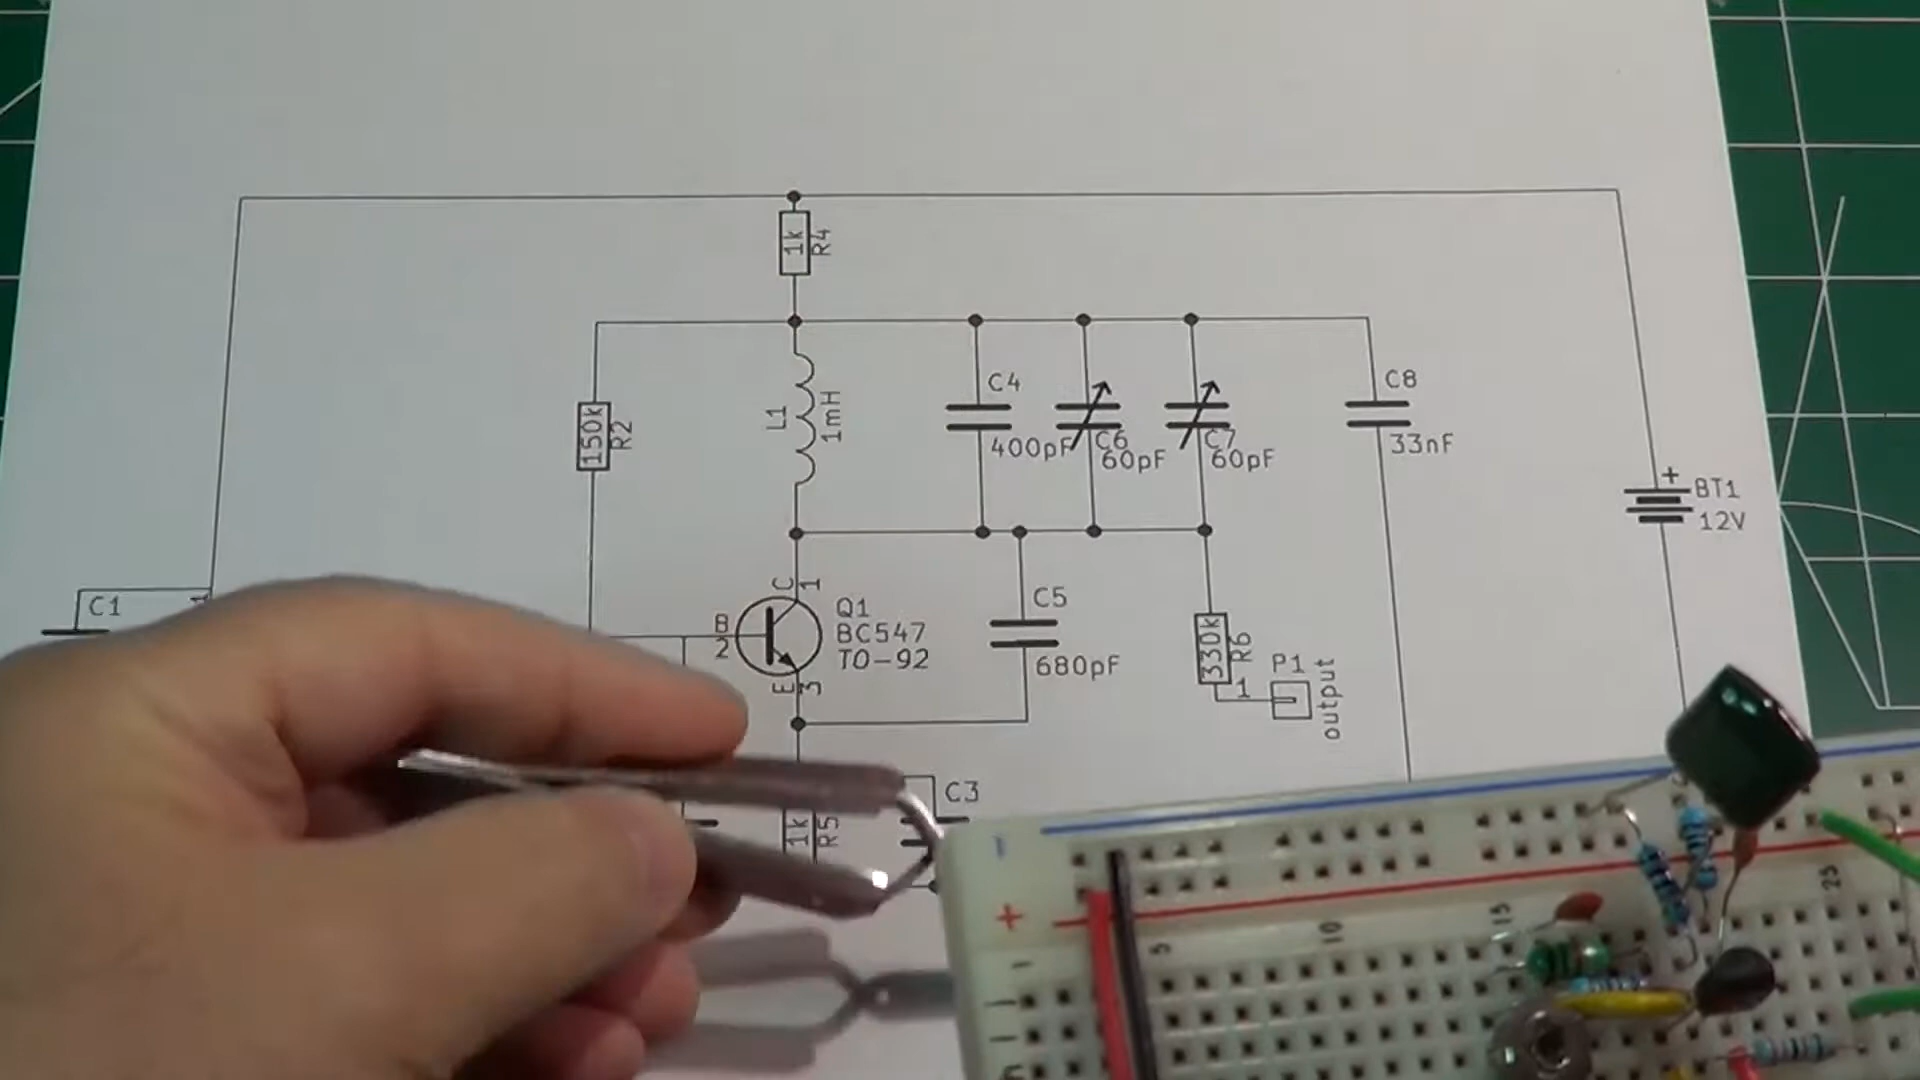 1k
R4
C4
400pF
C6
60pF
C7
60pF
C8
33nF
L1
1mH
150k
R2
+
BT1
12V
C1
C
1
B
2
Q1
BC547
TO-92
E
3
C5
680pF
330k
R6
1
P1
output
1k
R5
C3
-
+
5
10
15
25